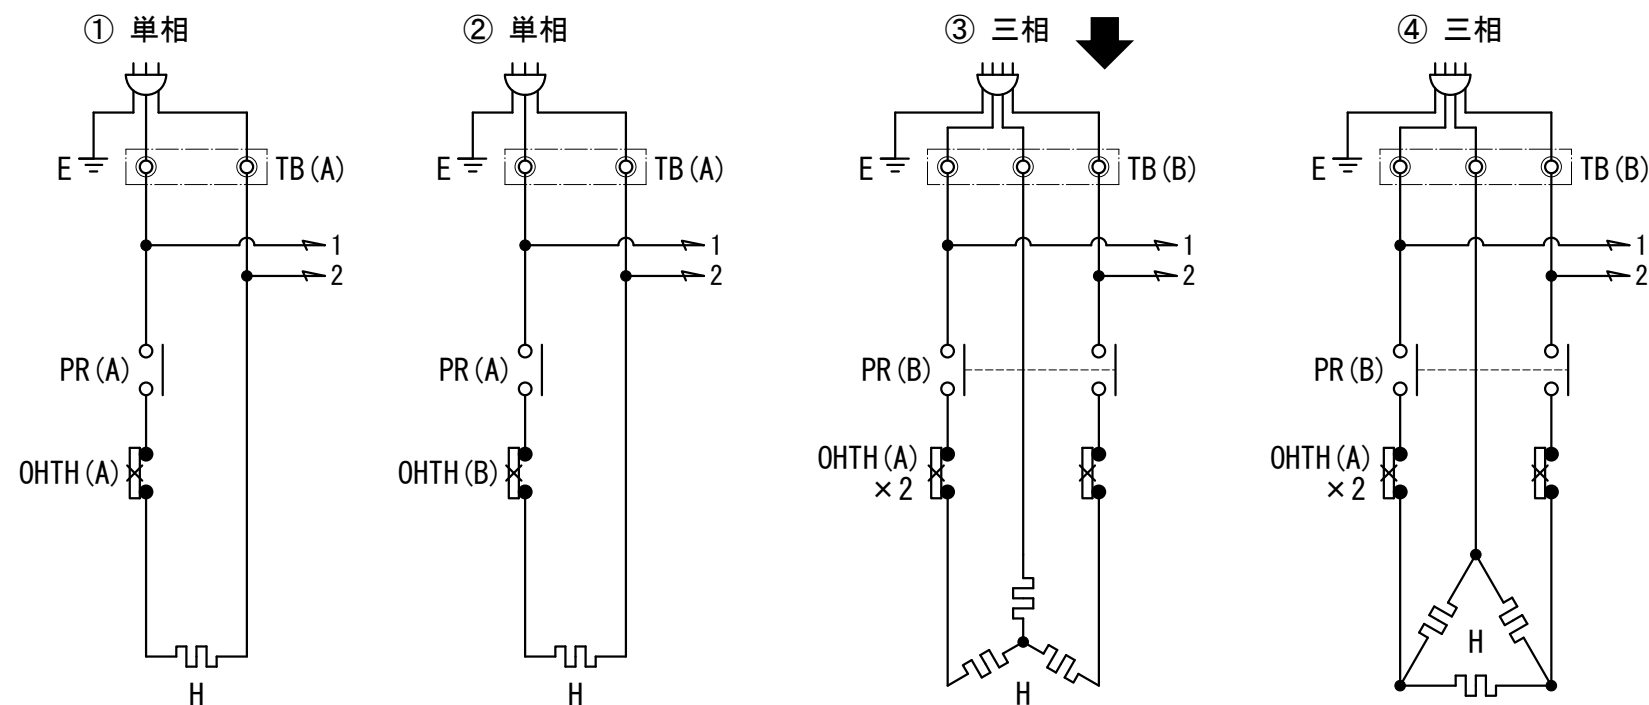 ① 単相
E
TB(A)
1
2
PR(A)
OHTH(A)
H
② 単相
E
TB(A)
1
2
PR(A)
OHTH(B)
H
③ 三相
E
TB(B)
1
2
PR(B)
OHTH(A)
×2
H
④ 三相
E
TB(B)
1
2
PR(B)
OHTH(A)
×2
H